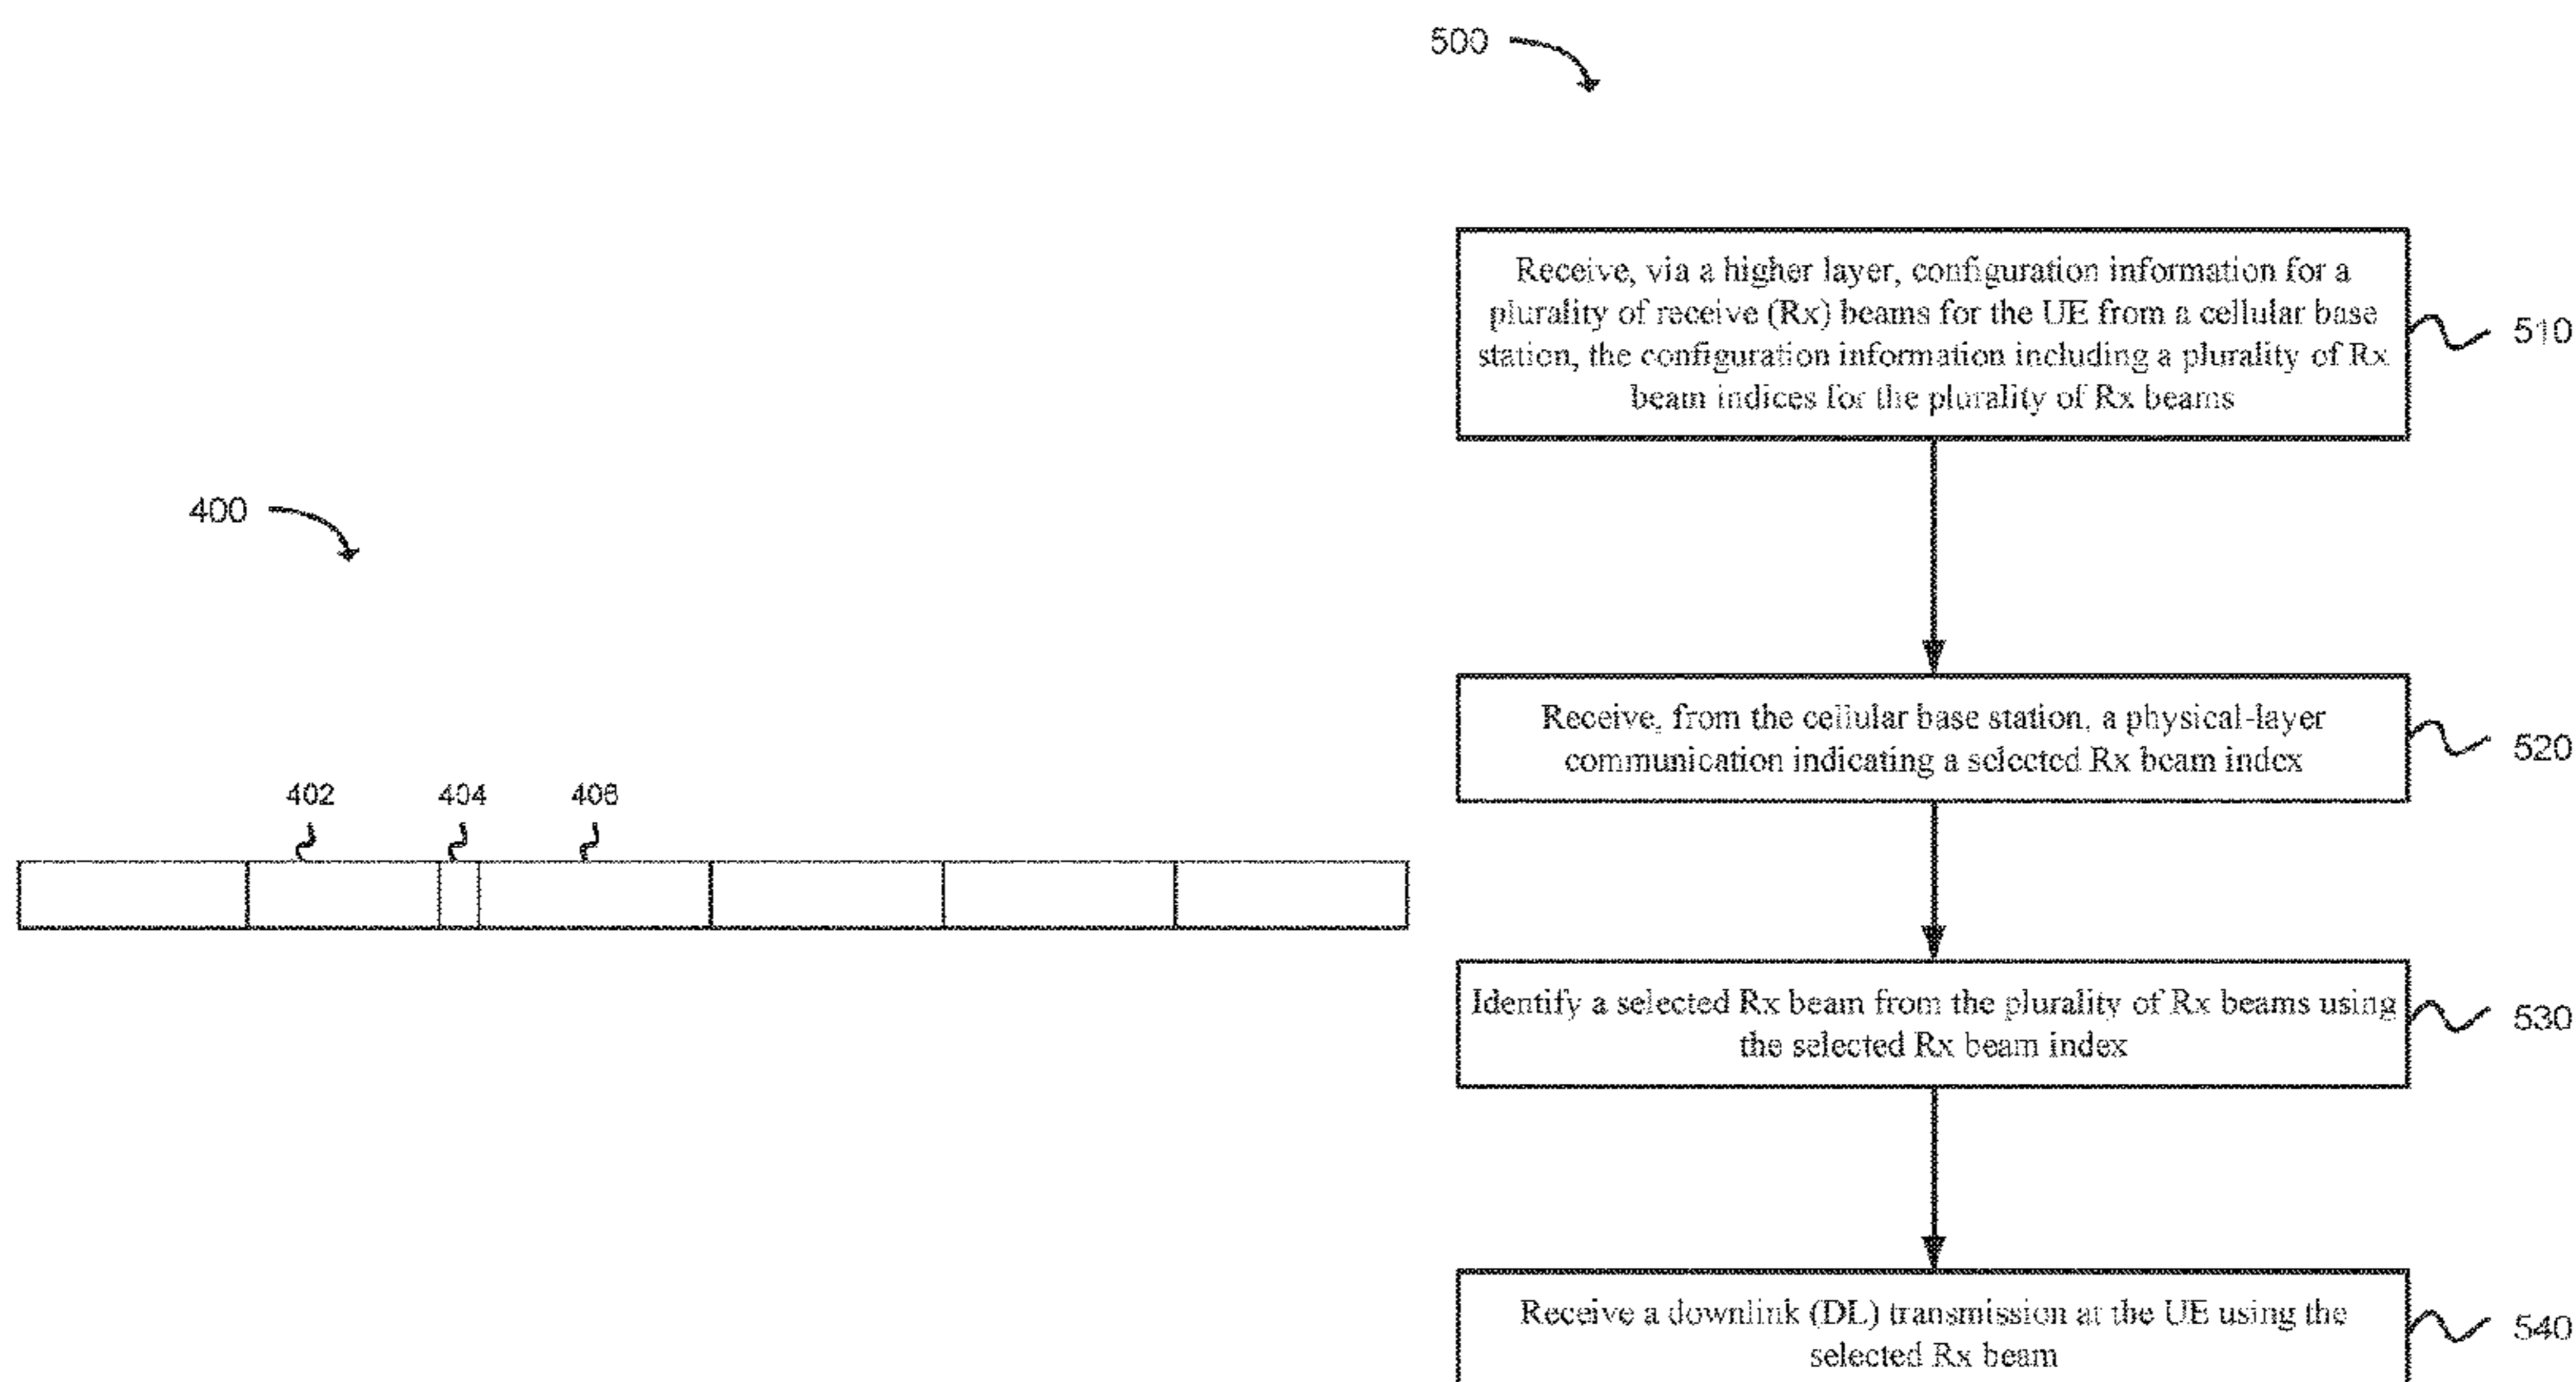 500
Receive, via a higher layer, configuration information for a
plurality of receive (Rx) beams for the UE from a cellular base
station, the configuration information including a plurality of Rx
beam indices for the plurality of Rx beams
510
400
Receive, from the cellular base station, a physical-layer
communication indicating a selected Rx beam index
520
402 404 406
Identify a selected Rx beam from the plurality of Rx beams using
the selected Rx beam index
530
Receive a downlink (DL) transmission at the UE using the
selected Rx beam
540